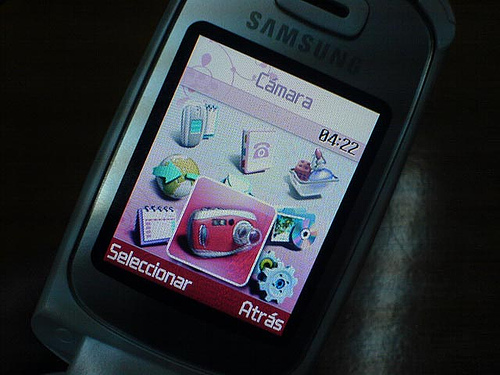 SAMSUNG
Cámara
04:22
Seleccionar
Atrás